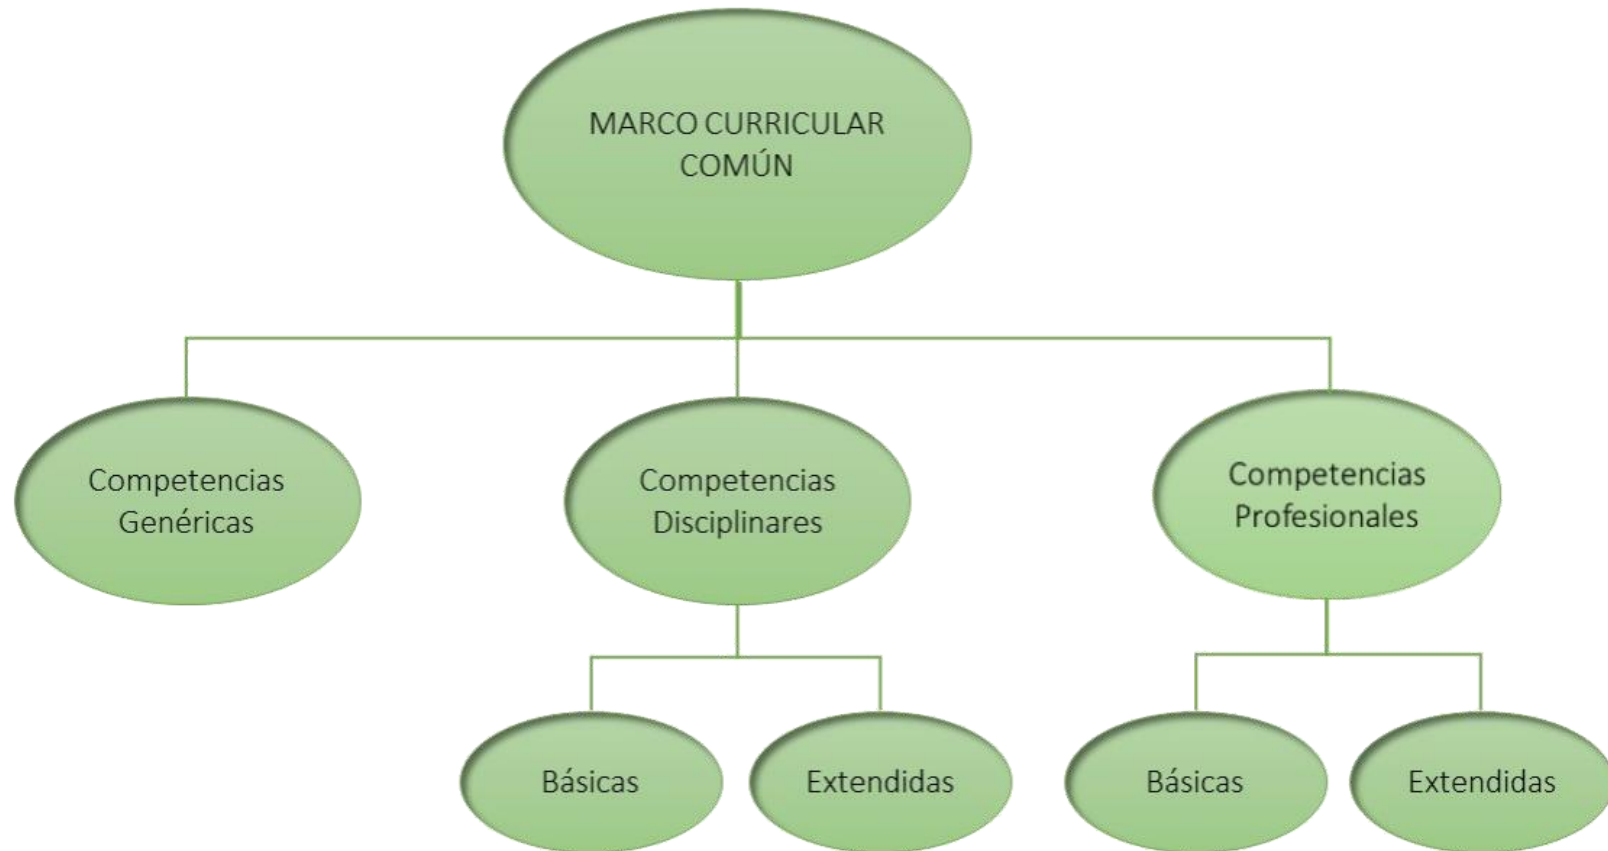 MARCO CURRICULAR
COMÚN
Competencias
Genéricas
Competencias
Disciplinares
Competencias
Profesionales
Básicas
Extendidas
Básicas
Extendidas